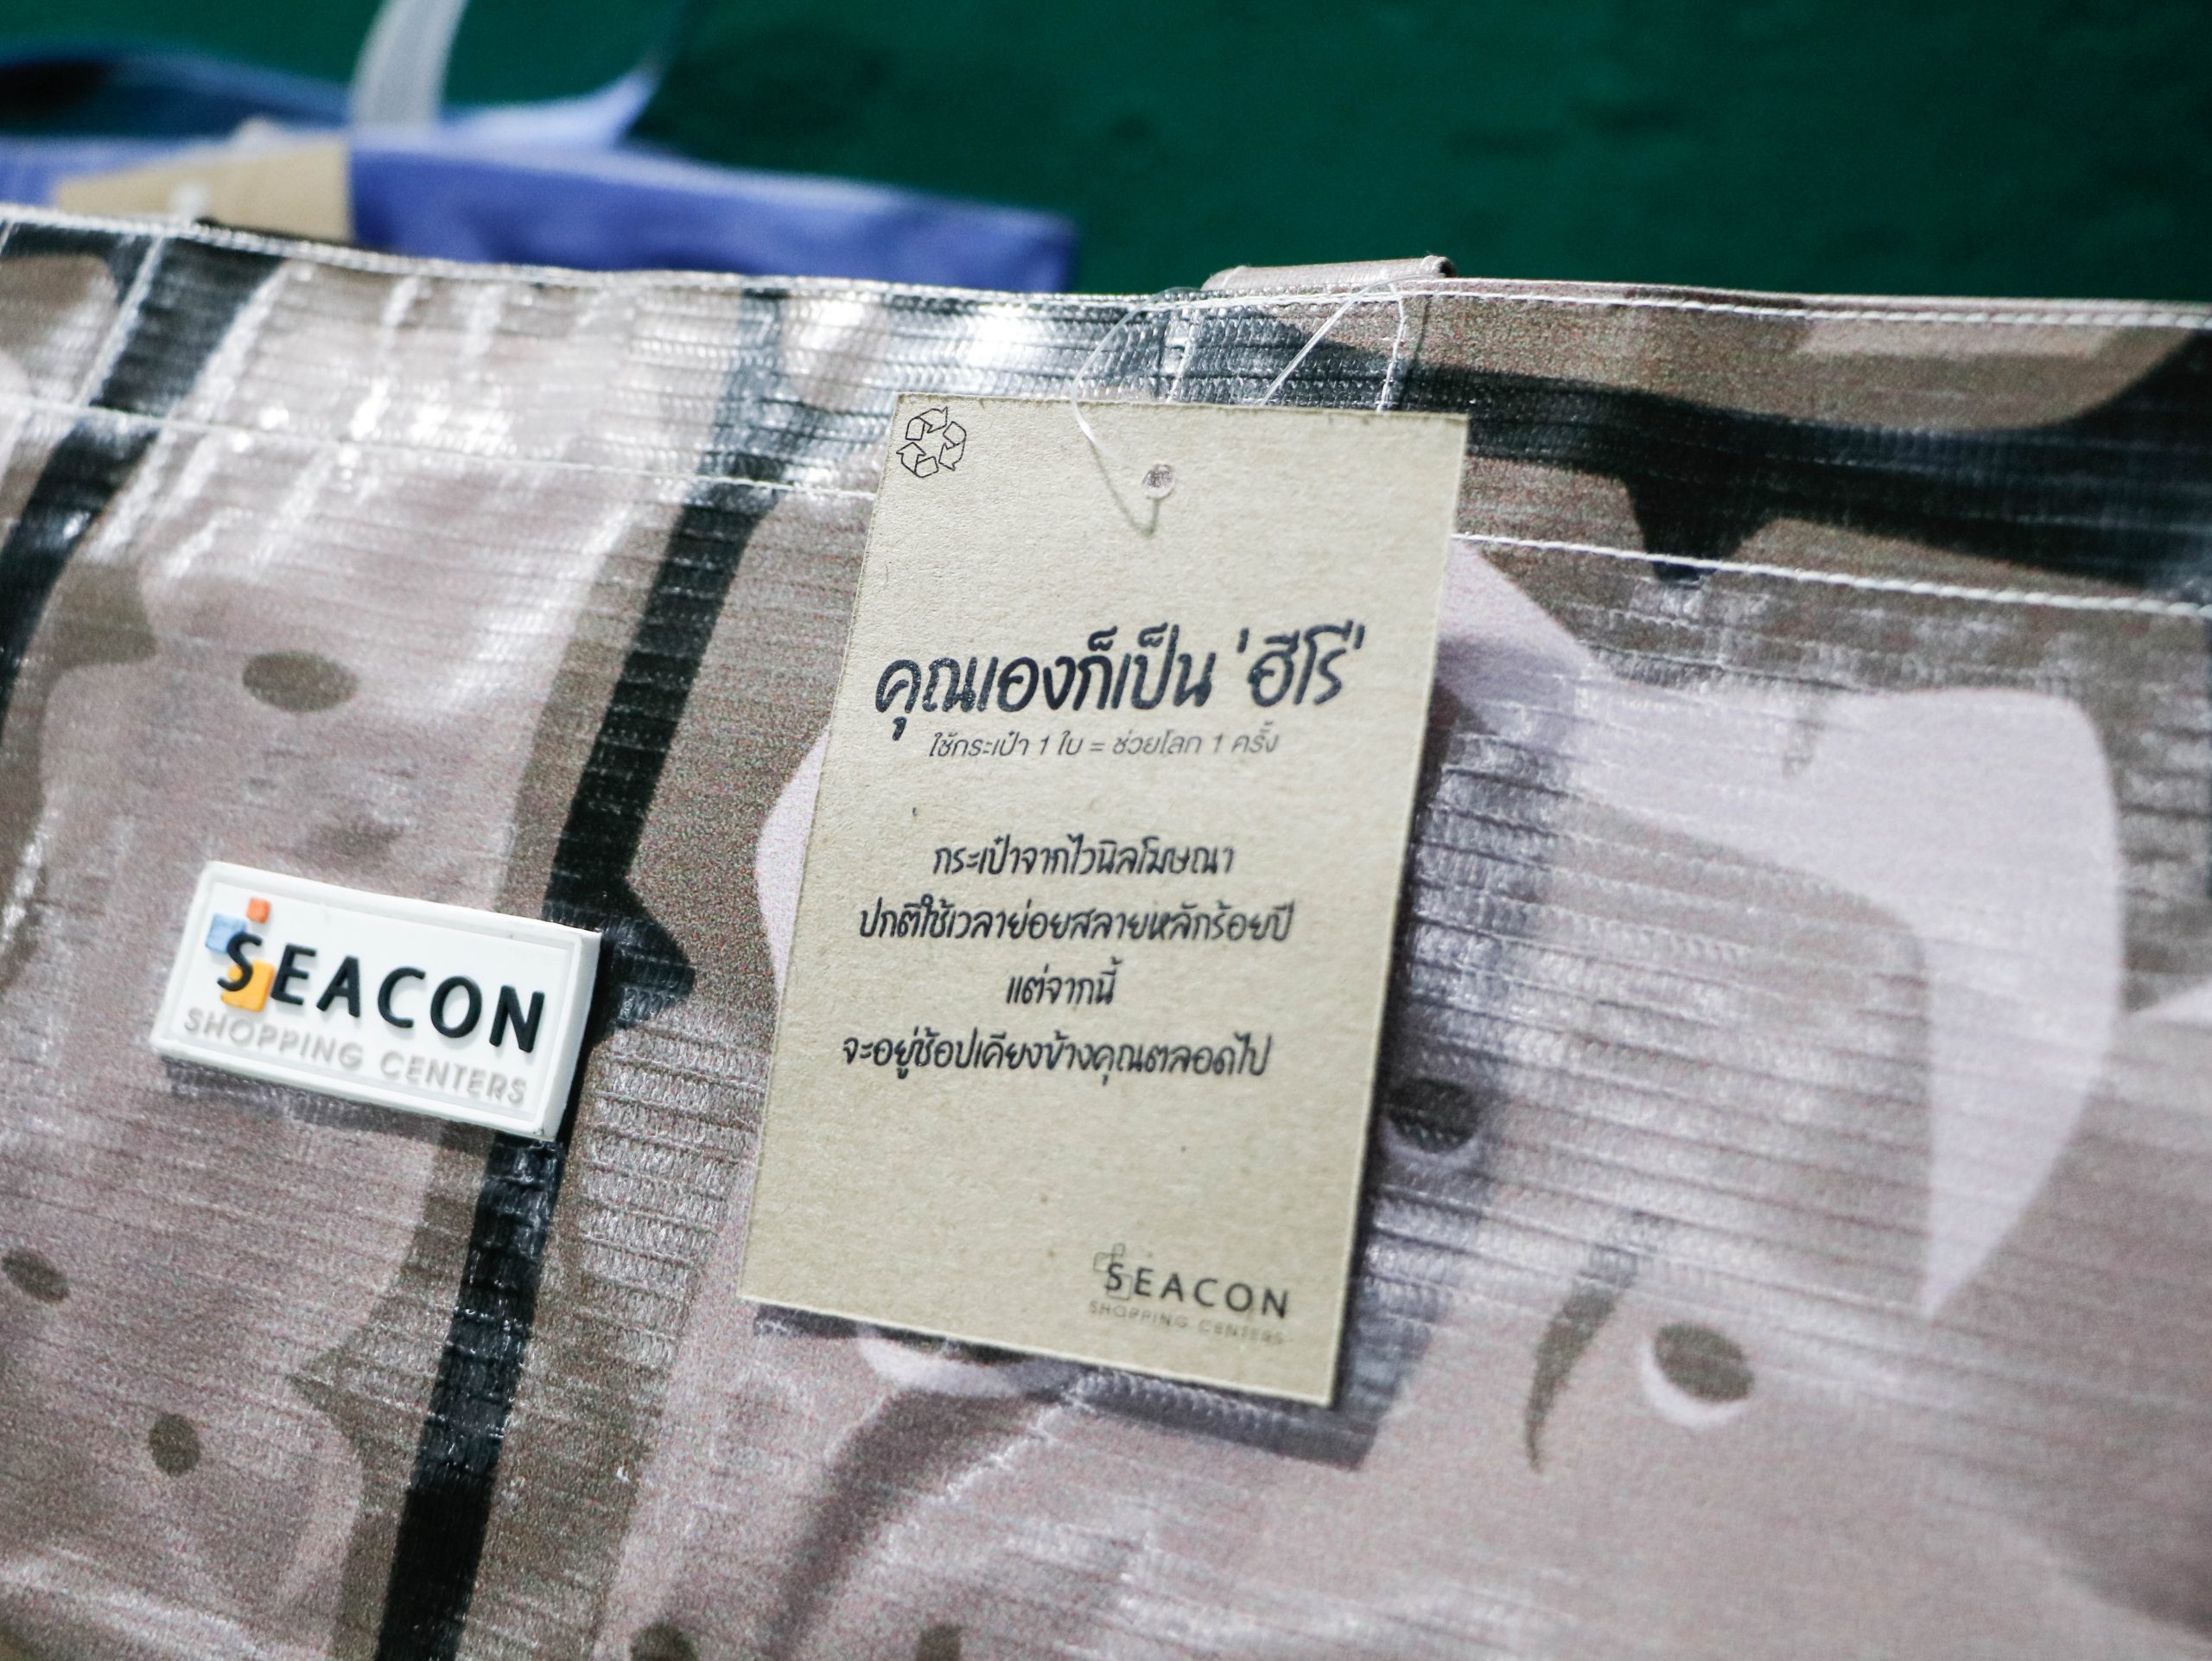 คุณเองก็เป็น 'ฮีโร่'
ใช้กระเป๋า 1 ใบ = ช่วยโลก 1 ครั้ง
กระเป๋าจากไวนิลโฆษณา
ปกติใช้เวลาย่อยสลายหลักร้อยปี
แต่จากนี้
จะอยู่ช้อปเคียงข้างคุณตลอดไป
SEACON
SHOPPING CENTERS
SEACON
SHOPPING CENTERS